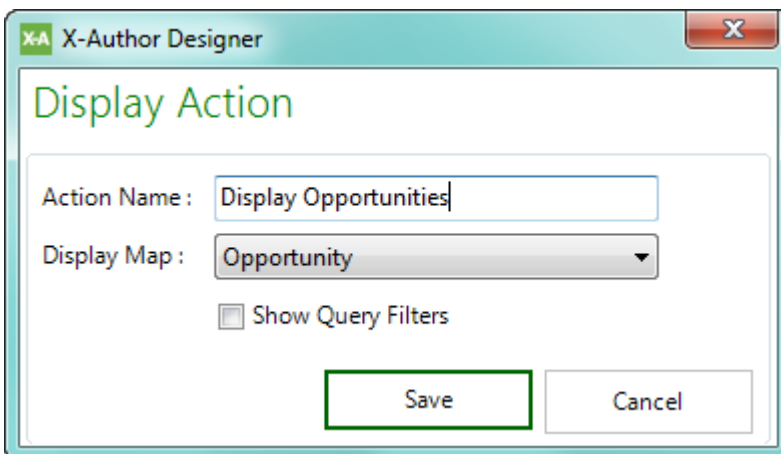 X-A X-Author Designer X
Display Action
Action Name : Display Opportunities
Display Map : Opportunity
Show Query Filters
Save Cancel